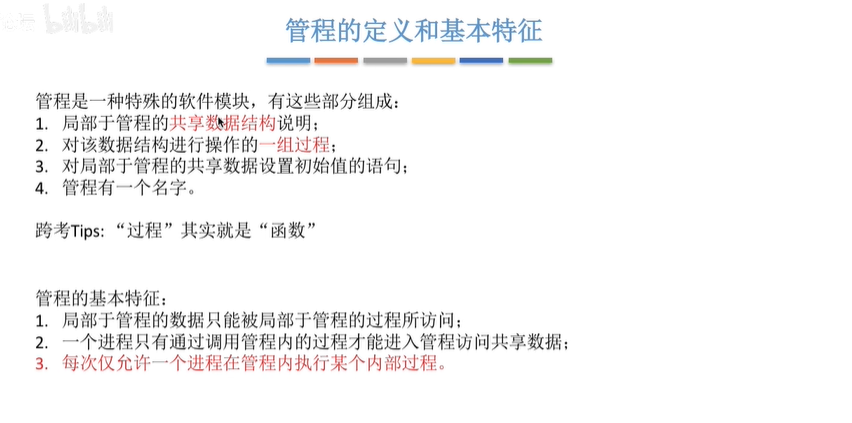 bilibili
管程的定义和基本特征
管程是一种特殊的软件模块，有这些部分组成：
1. 局部于管程的共享数据结构说明；
2. 对该数据结构进行操作的一组过程；
3. 对局部于管程的共享数据设置初始值的语句；
4. 管程有一个名字。
跨考Tips: “过程”其实就是“函数”
管程的基本特征：
1. 局部于管程的数据只能被局部于管程的过程所访问；
2. 一个进程只有通过调用管程内的过程才能进入管程访问共享数据；
3. 每次仅允许一个进程在管程内执行某个内部过程。